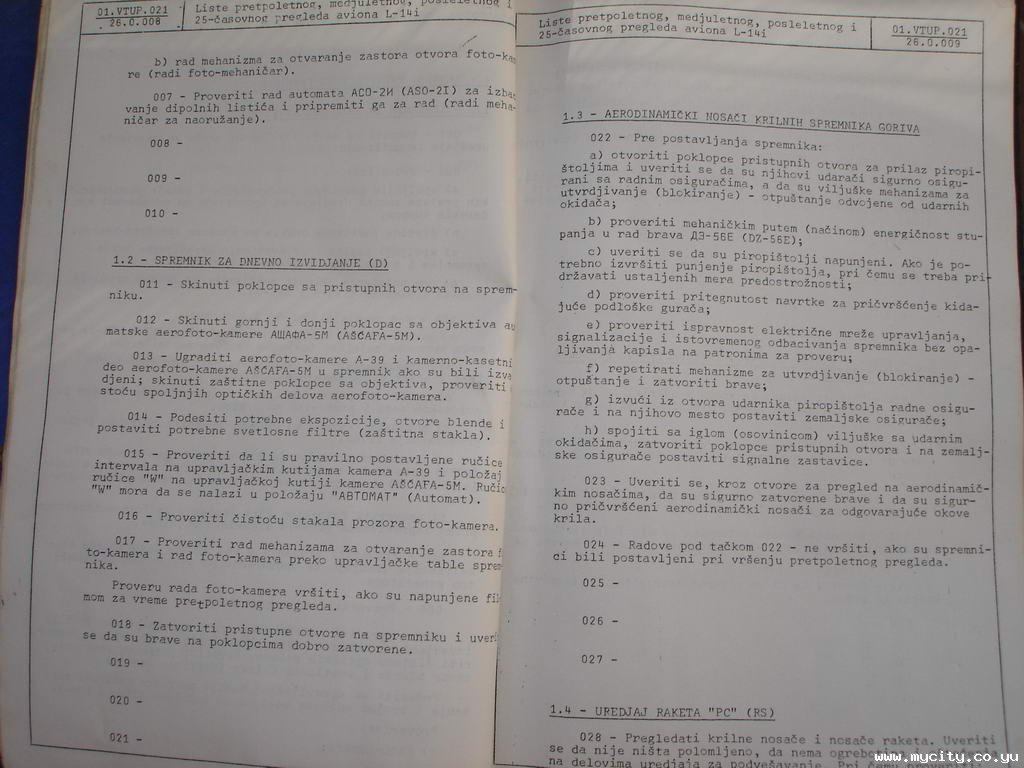 01.VTUP.021
26.0.008
Liste pretpoletnog, medjuletnog, posleletnog i
25-časovnog pregleda aviona L-14i
b) rad mehanizma za otvaranje zastora otvora foto-
re (radi foto-mehaničar).
007 - Proveriti rad automata ACO-2И (ASO-2I) za
vanje dipolnih listića i pripremiti ga za rad (radi meha-
ničar za naoružanje).
008 -
009 -
010 -
1.2 - SPREMNIK ZA DNEVNO IZVIDJANJE (D)
011 - Skinuti poklopce sa pristupnih otvora na sprem-
niku.
012 - Skinuti gornji i donji poklopac sa objektiva
matske aerofoto-kamere АЩАФА-5М (AŠČAFA-5M).
013 - Ugraditi aerofoto-kamere A-39 i kamerno-kasetni
deo aerofoto-kamere AŠČAFA-5M u spremnik ako su bili
djeni; skinuti zaštitne poklopce sa objektiva, proveriti
stoću spoljnjih optičkih delova aerofoto-kamera.
014 - Podesiti potrebne ekspozicije, otvore blende i
postaviti potrebne svetlosne filtre (zaštitna stakla).
015 - Proveriti da li su pravilno postavljene ručice
intervala na upravljačkim kutijama kamera A-39 i položaj
ručice "W" na upravljačkoj kutiji kamere AŠČAFA-5M.
"W" mora da se nalazi u položaju "АВТОМАТ" (Automat).
016 - Proveriti čistoću stakala prozora foto-kamera.
017 - Proveriti rad mehanizama za otvaranje zastora
to-kamera i rad foto-kamera preko upravljačke table
nika.
Proveru rada foto-kamera vršiti, ako su napunjene
mom za vreme pretpoletnog pregleda.
018 - Zatvoriti pristupne otvore na spremniku i
se da su brave na poklopcima dobro zatvorene.
019 -
020 -
021 -
Liste pretpoletnog, medjuletnog, posleletnog i
25-časovnog pregleda aviona L-14i
01.VTUP.021
26.0.009
1.3 - AERODINAMIČKI NOSAČI KRILNIH SPREMNIKA GORIVA
022 - Pre postavljanja spremnika:
a) otvoriti poklopce pristupnih otvora za prilaz piropi-
štoljima i uveriti se da su njihovi udarači sigurno osigu-
rani sa radnim osiguračima, a da su viljuške mehanizama za
utvrdjivanje (blokiranje) - otpuštanje odvojene od udarnih
okidača;
b) proveriti mehaničkim putem (načinom) energičnost stu-
panja u rad brava ДЗ-56E (DZ-56E);
c) uveriti se da su piropištolji napunjeni. Ako je po-
trebno izvršiti punjenje piropištolja, pri čemu se treba pri-
državati ustaljenih mera predostrožnosti;
d) proveriti pritegnutost navrtke za pričvršćenje kida-
juće podloške gurača;
e) proveriti ispravnost električne mreže upravljanja,
signalizacije i istovremenog odbacivanja spremnika bez opa-
ljivanja kapisla na patronima za proveru;
f) repetirati mehanizme za utvrdjivanje (blokiranje) -
otpuštanje i zatvoriti brave;
g) izvući iz otvora udarnika piropištolja radne osigu-
rače i na njihovo mesto postaviti zemaljske osigurače;
h) spojiti sa iglom (osovinicom) viljuške sa udarnim
okidačima, zatvoriti poklopce pristupnih otvora i na zemalj-
ske osigurače postaviti signalne zastavice.
023 - Uveriti se, kroz otvore za pregled na aerodinamič-
kim nosačima, da su sigurno zatvorene brave i da su sigur-
no pričvršćeni aerodinamički nosači za odgovarajuće okove
krila.
024 - Radove pod tačkom 022 - ne vršiti, ako su spremni-
ci bili postavljeni pri vršenju pretpoletnog pregleda.
025 -
026 -
027 -
1.4 - UREDJAJ RAKETA "PC" (RS)
028 - Pregledati krilne nosače i nosače raketa. Uveriti
se da nije ništa polomljeno, da nema
na delovima uredjaja za podvešavanje. Pri čemu
www.mycity.co.yu